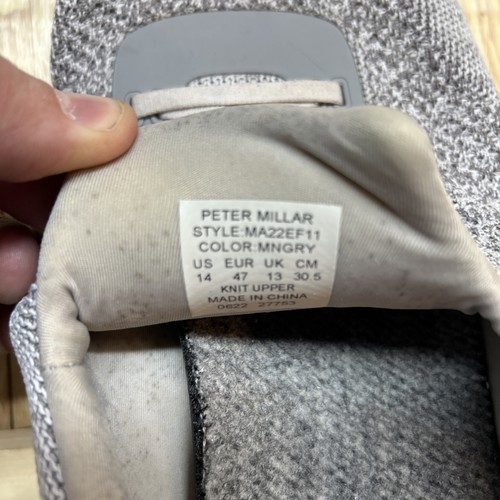 PETER MILLAR
STYLE:MA22EF11
COLOR:MNGRY
US EUR UK CM
14 47 13 30.5
KNIT UPPER
MADE IN CHINA
0622 27753